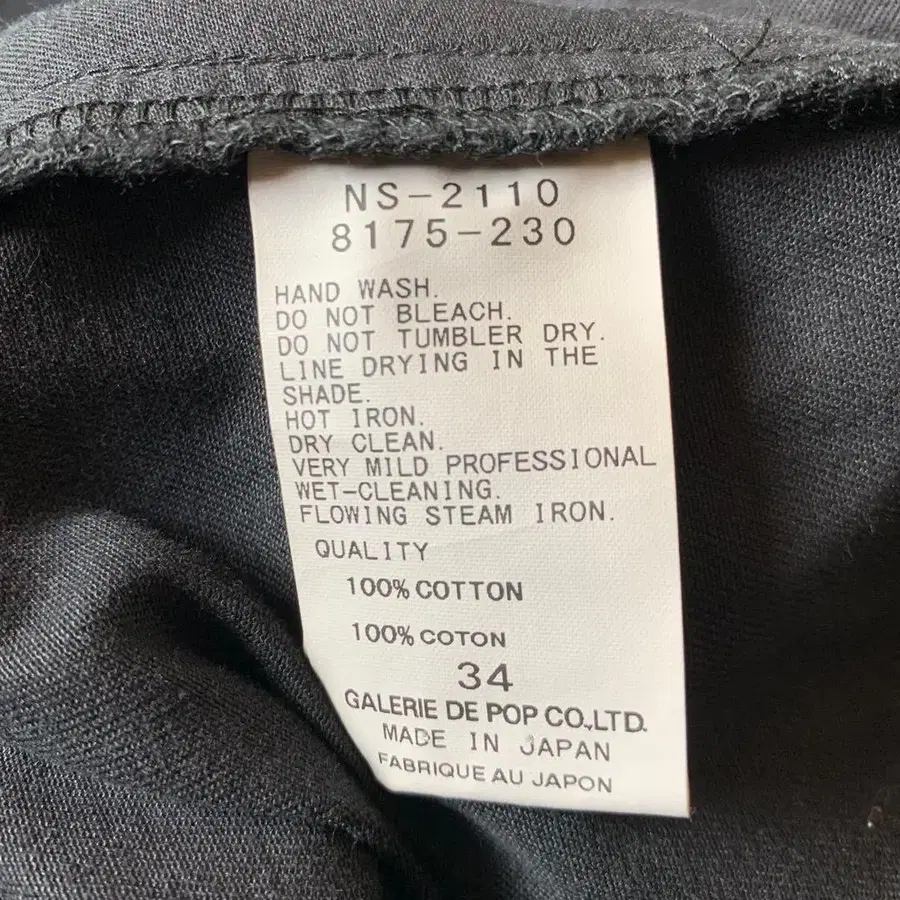 NS-2110
8175-230
HAND WASH.
DO NOT BLEACH.
DO NOT TUMBLER DRY.
LINE DRYING IN THE
SHADE.
HOT IRON.
DRY CLEAN.
VERY MILD PROFESSIONAL
WET-CLEANING.
FLOWING STEAM IRON.
QUALITY
100% COTTON
100% COTON
34
GALERIE DE POP CO.,LTD.
MADE IN JAPAN
FABRIQUE AU JAPON